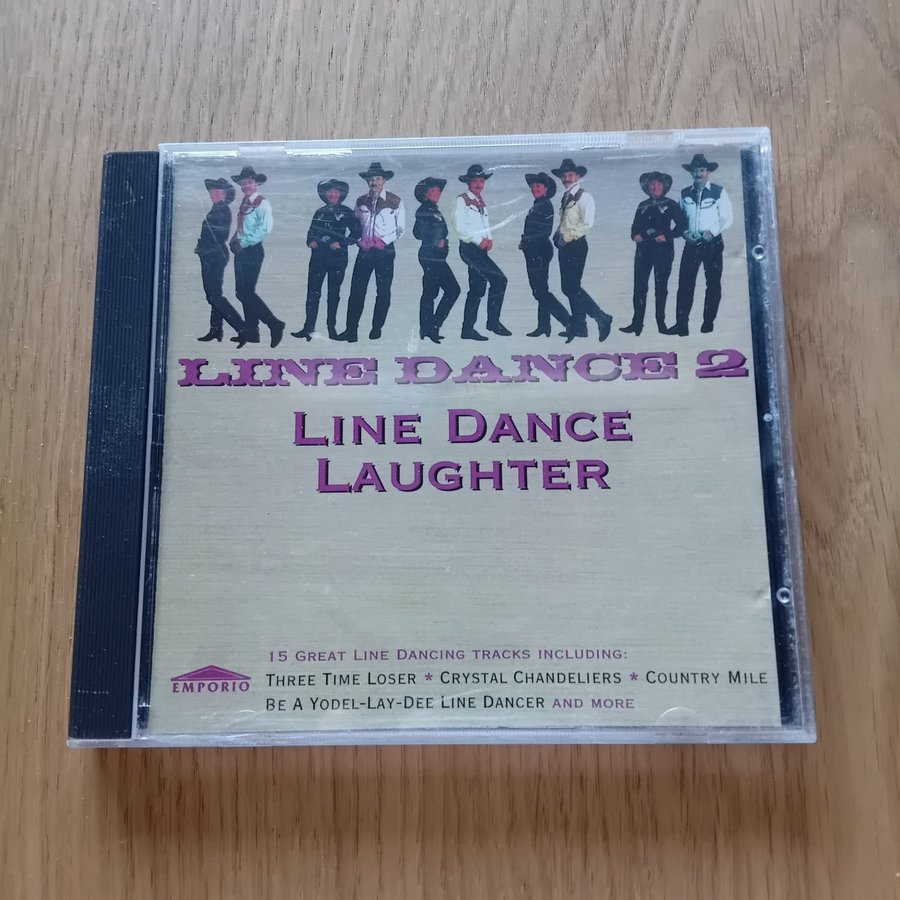 LINE DANCE 2
LINE DANCE
LAUGHTER
15 GREAT LINE DANCING TRACKS INCLUDING:
THREE TIME LOSER * CRYSTAL CHANDELIERS * COUNTRY MILE
BE A YODEL-LAY-DEE LINE DANCER AND MORE
EMPORIO